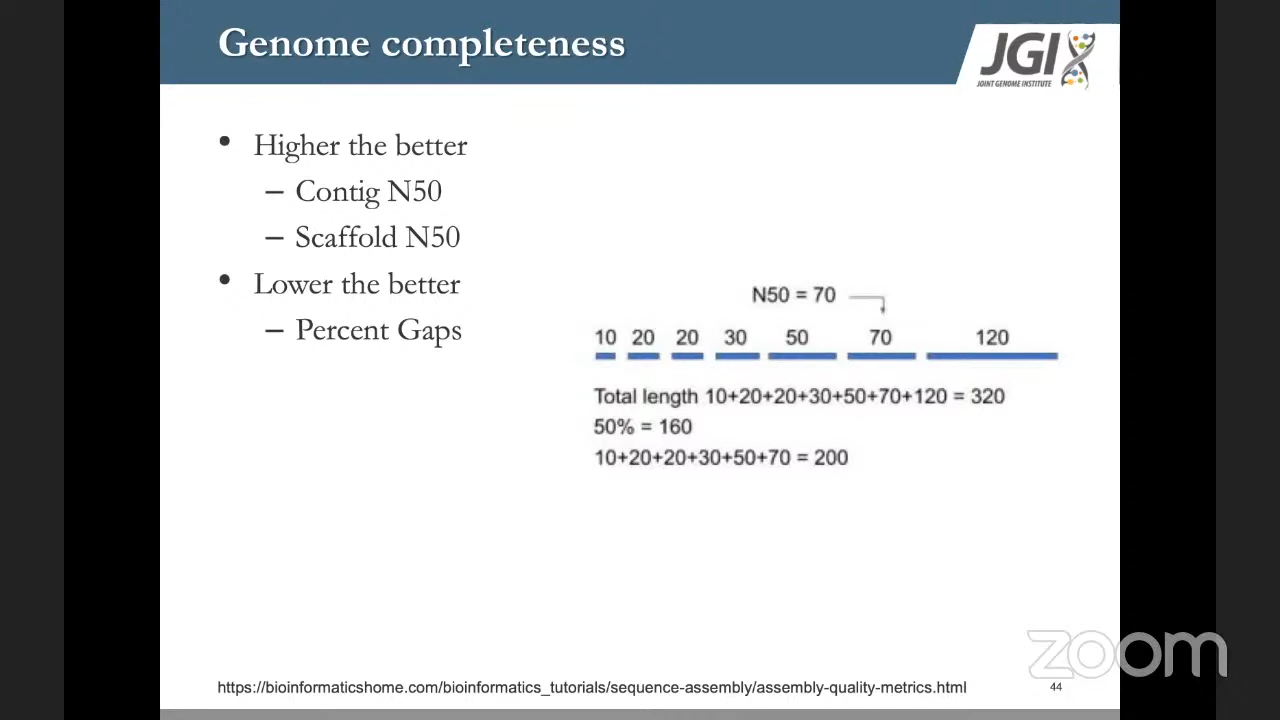 Genome completeness
JGI
JOINT GENOME INSTITUTE
• Higher the better
– Contig N50
– Scaffold N50
• Lower the better
– Percent Gaps
N50 = 70
10 20 20 30 50 70 120
Total length 10+20+20+30+50+70+120 = 320
50% = 160
10+20+20+30+50+70 = 200
zoom
https://bioinformaticshome.com/bioinformatics_tutorials/sequence-assembly/assembly-quality-metrics.html
44